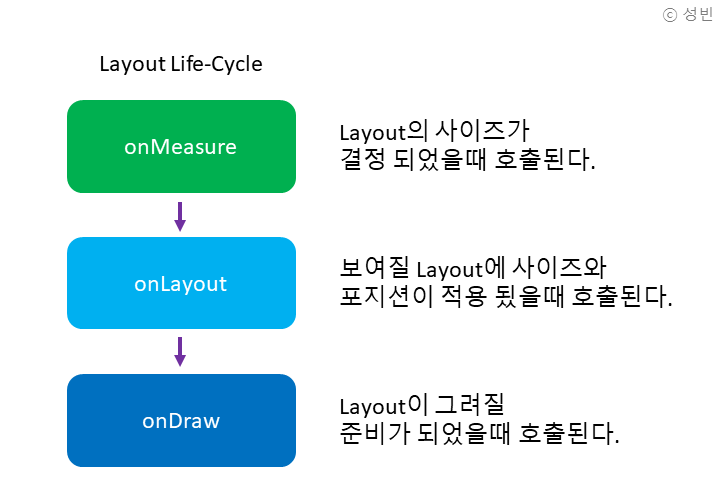 ⓒ 성빈
Layout Life-Cycle
onMeasure
Layout의 사이즈가
결정 되었을때 호출된다.
onLayout
보여질 Layout에 사이즈와
포지션이 적용 됬을때 호출된다.
onDraw
Layout이 그려질
준비가 되었을때 호출된다.